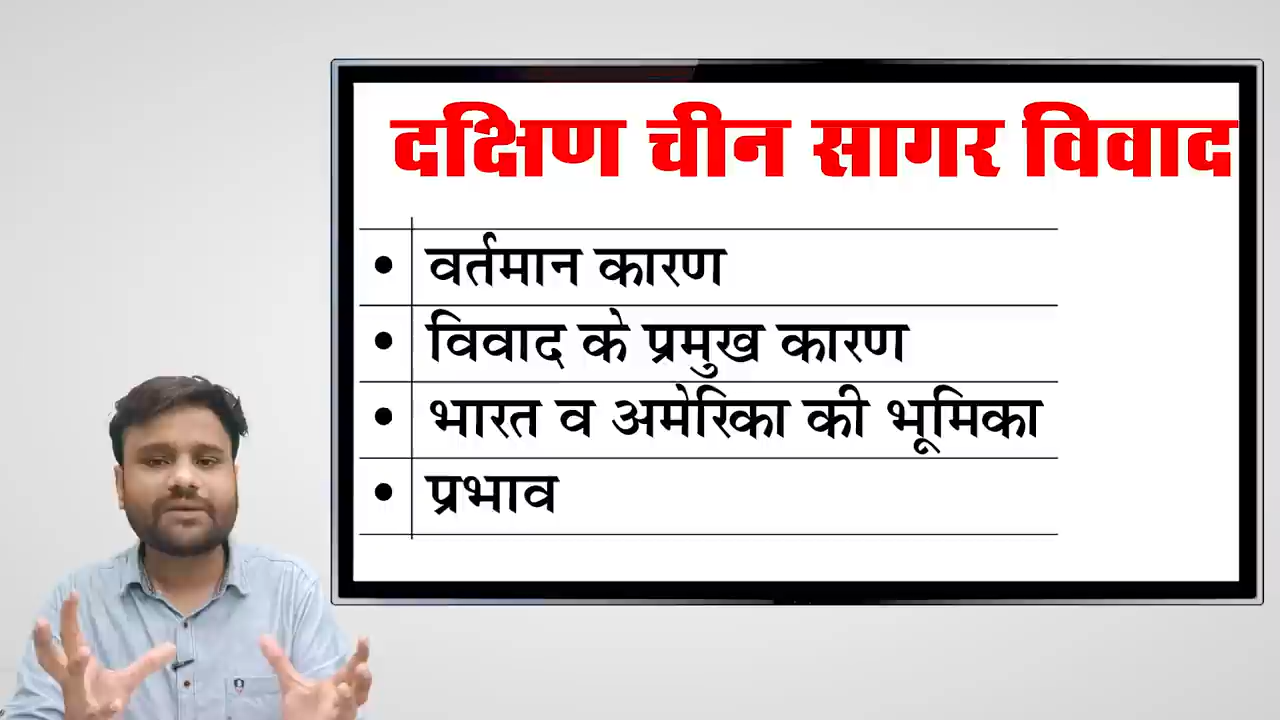 दक्षिण चीन सागर विवाद
• वर्तमान कारण
• विवाद के प्रमुख कारण
• भारत व अमेरिका की भूमिका
• प्रभाव